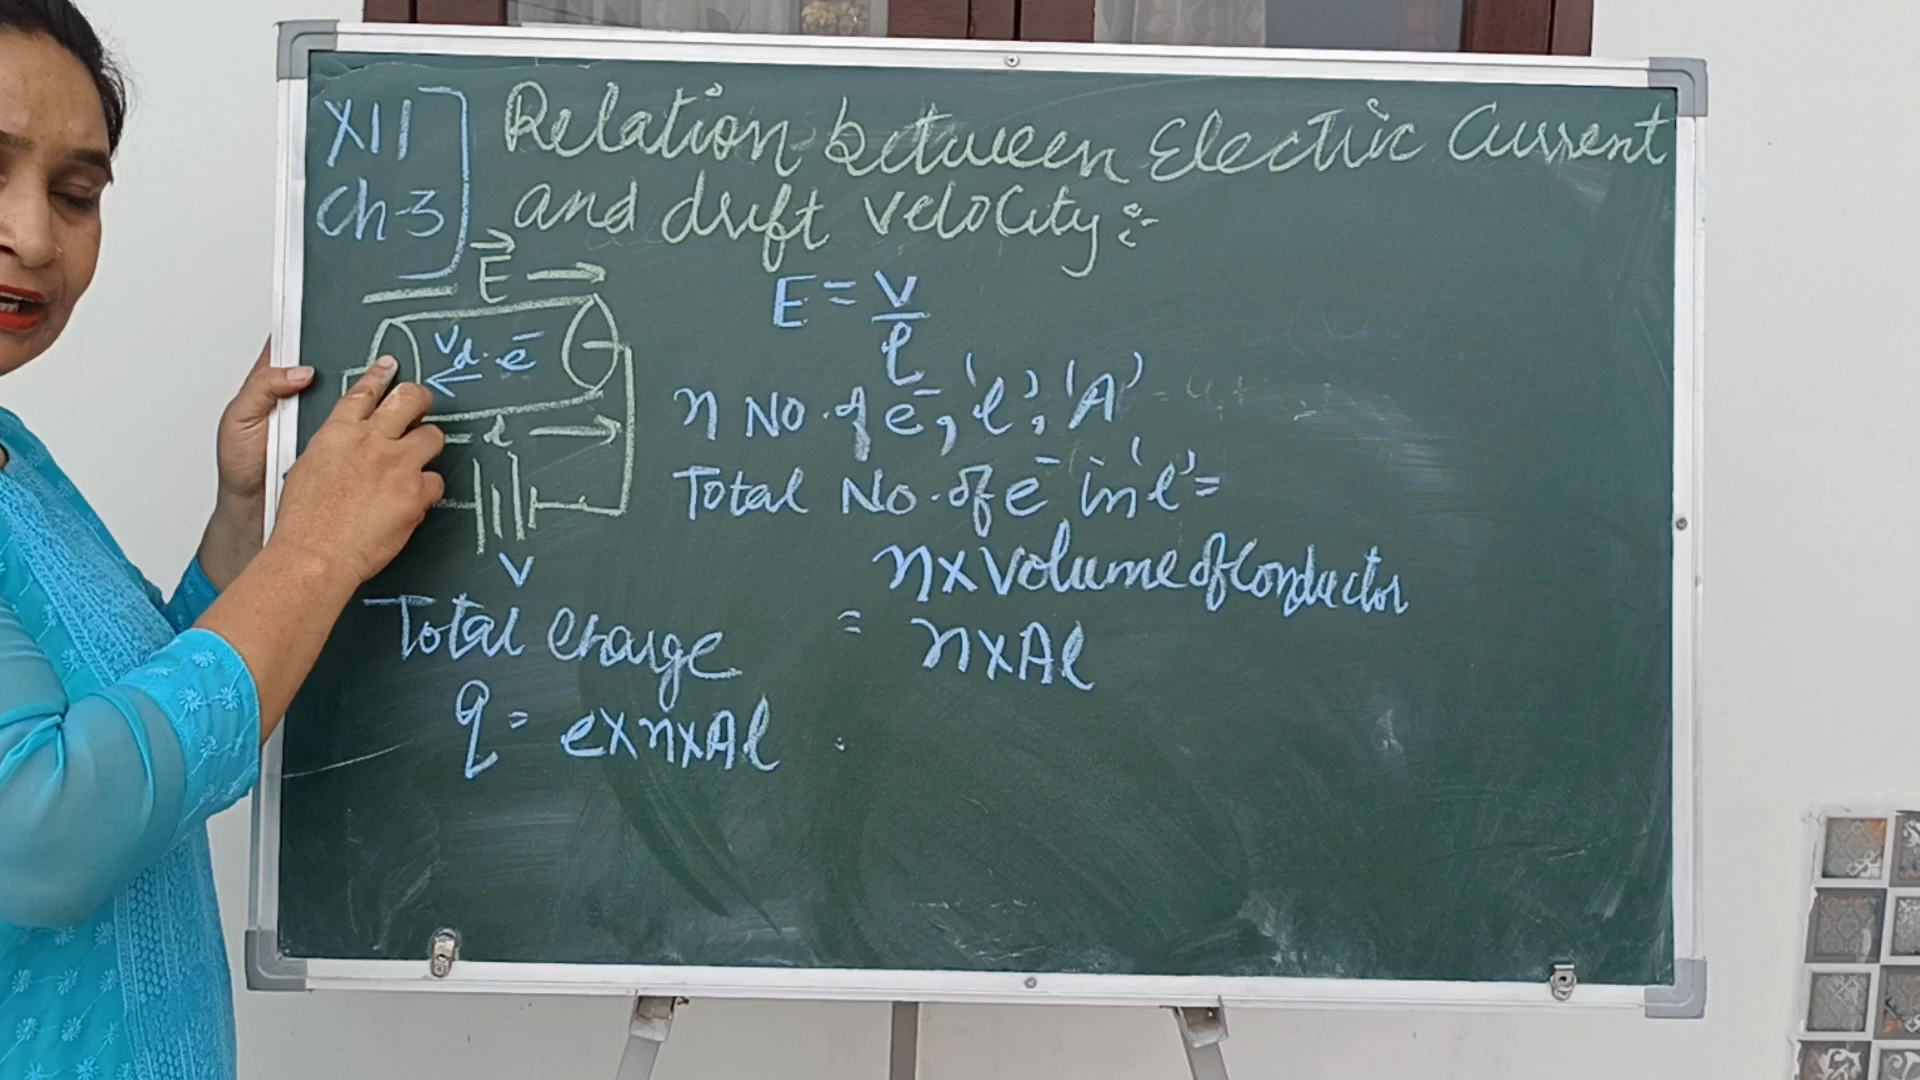 XII
Ch-3
Relation between Electric Current
and drift velocity:-
E
vd. e-
l
V
E = V/l
n No. of e-, 'l', 'A'
Total No. of e- in 'l' =
n x Volume of Conductor
= n x Al
Total Charge
q = e x n x Al